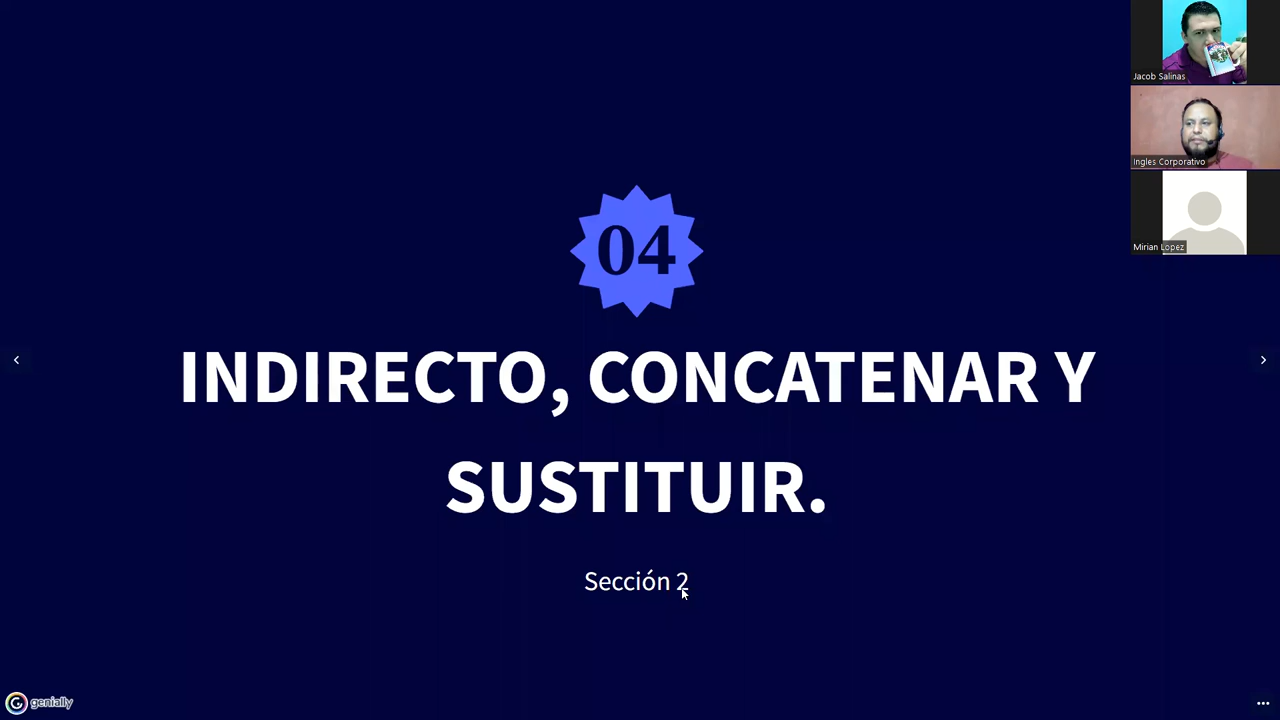 Jacob Salinas
Ingles Corporativo
Mirian Lopez
04
INDIRECTO, CONCATENAR Y
SUSTITUIR.
Sección 2
genially